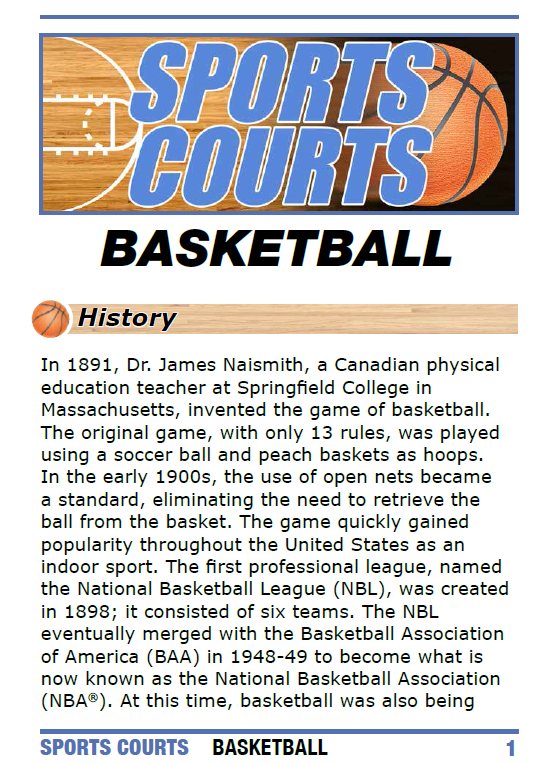 SPORTS
COURTS
BASKETBALL
History
In 1891, Dr. James Naismith, a Canadian physical
education teacher at Springfield College in
Massachusetts, invented the game of basketball.
The original game, with only 13 rules, was played
using a soccer ball and peach baskets as hoops.
In the early 1900s, the use of open nets became
a standard, eliminating the need to retrieve the
ball from the basket. The game quickly gained
popularity throughout the United States as an
indoor sport. The first professional league, named
the National Basketball League (NBL), was created
in 1898; it consisted of six teams. The NBL
eventually merged with the Basketball Association
of America (BAA) in 1948-49 to become what is
now known as the National Basketball Association
(NBA®). At this time, basketball was also being
SPORTS COURTS BASKETBALL 1